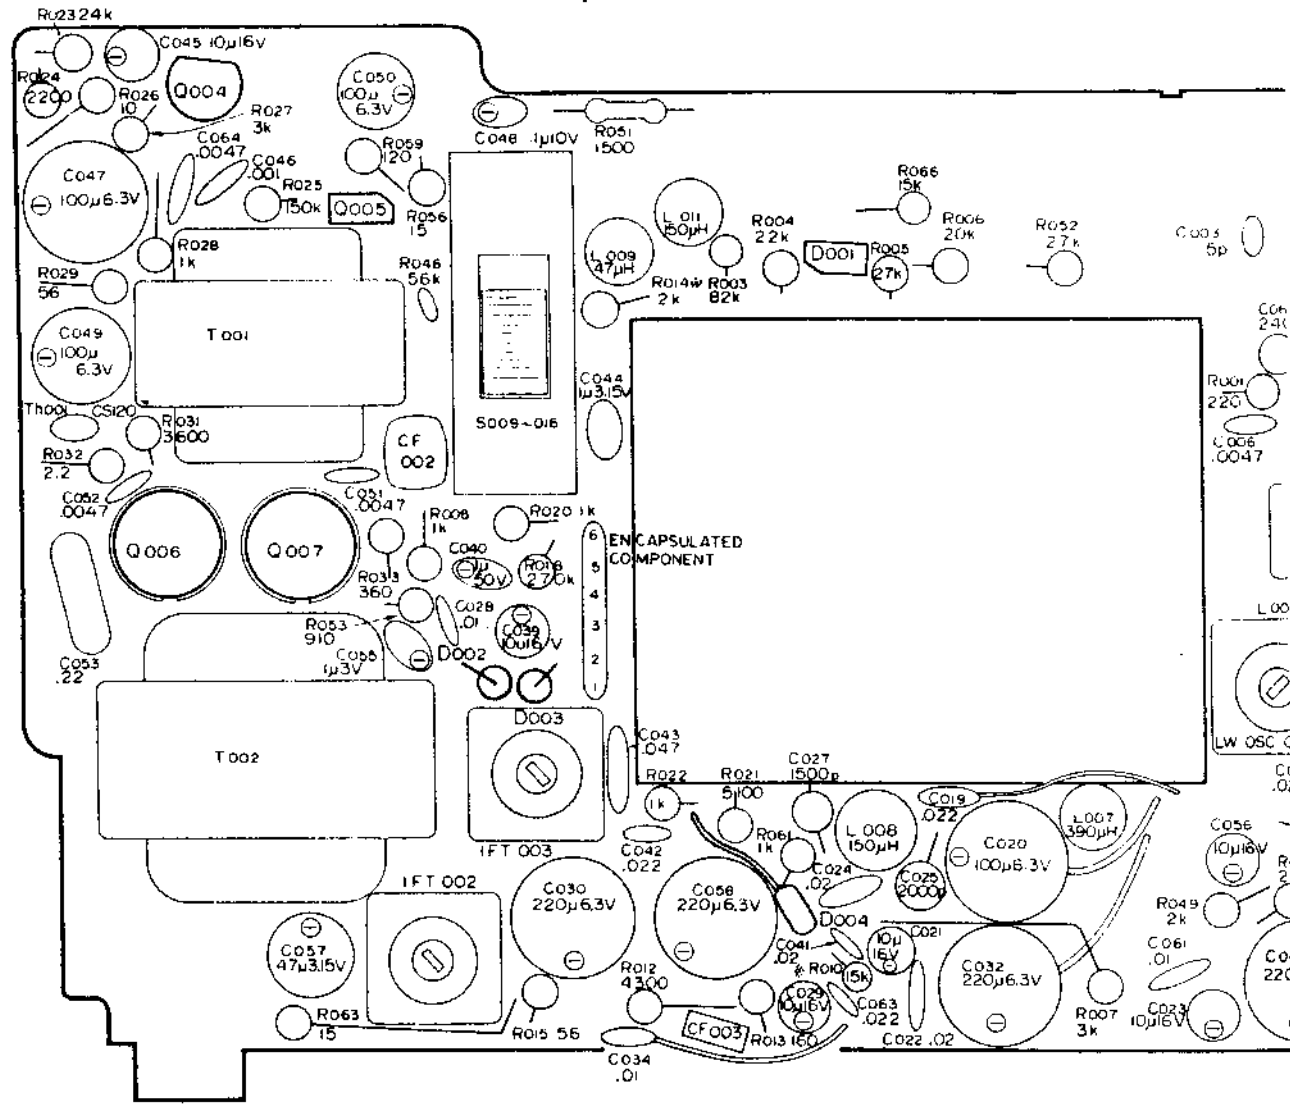 R023 24k
C045 10µ16V
R024
2200
R026
10
Q004
R027
3k
C050
100µ
6.3V
C048 .1µ10V
R051
1500
C064
.0047
C046
.001
R059
120
C047
100µ6.3V
R025
150k
Q005
R056
15
R066
15k
L011
150µH
R004
22k
R006
20k
R052
27k
C003
5p
R028
1k
R029
56
R046
56k
L009
47µH
D001
R005
27k
R014
2k
R003
82k
C049
100µ
6.3V
T001
C044
1µ3.15V
R001
220
Th001 CS120
R031
3600
CF
002
S009~016
C006
.0047
R032
2.2
C052
.0047
C051
.0047
R008
1k
R020 1k
Q006
Q007
C040
1µ
50V
R018
270k
6
5
4
3
2
1
ENCAPSULATED
COMPONENT
R033
360
C028
.01
R053
910
C039
10µ16V
C053
.22
1µ3V
D002
D003
T002
C043
.047
LW OSC
R022
1k
R021
5100
C027
1500p
C019
.022
L007
390µH
L008
150µH
R061
1k
C020
100µ6.3V
C056
10µ16V
IFT 003
C042
.022
C024
.02
C025
2000p
IFT 002
C030
220µ6.3V
C058
220µ6.3V
D004
R049
2k
C057
47µ3.15V
C041
.02
10µ
16V
C021
C061
.01
R012
4300
R010
15k
C032
220µ6.3V
C029
10µ16V
C063
.022
R007
3k
C023
10µ16V
R063
15
R015 56
CF003
R013 160
C022 .02
C034
.01